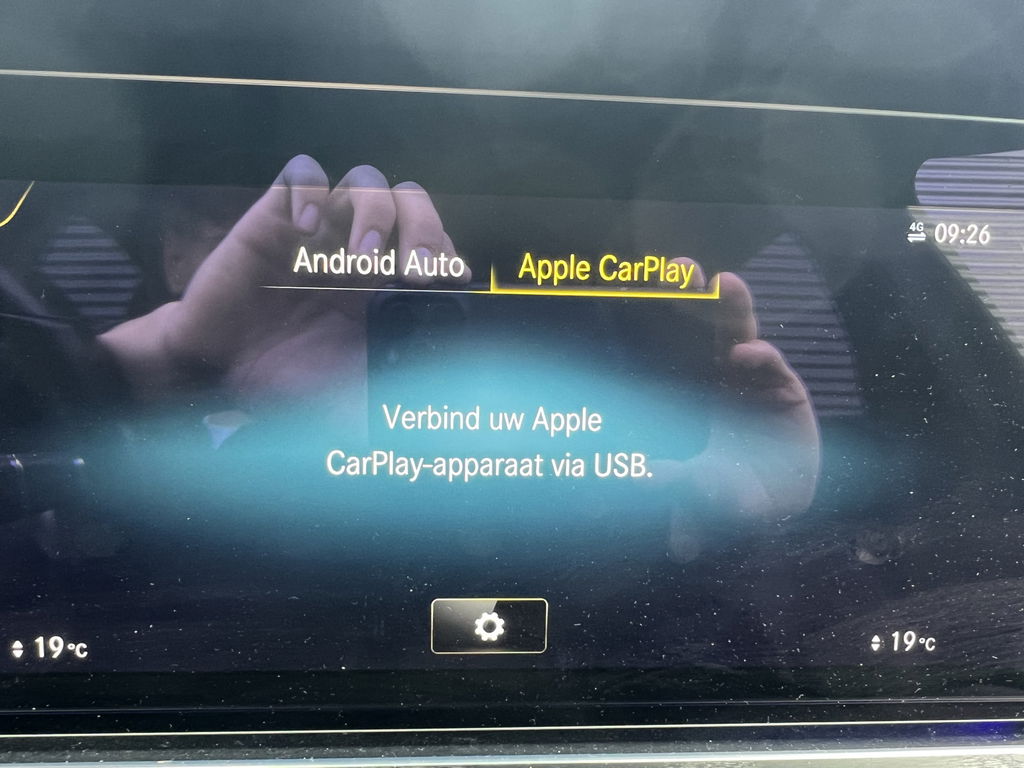 4G 09:26
Android Auto Apple CarPlay
Verbind uw Apple
CarPlay-apparaat via USB.
19°C 19°C